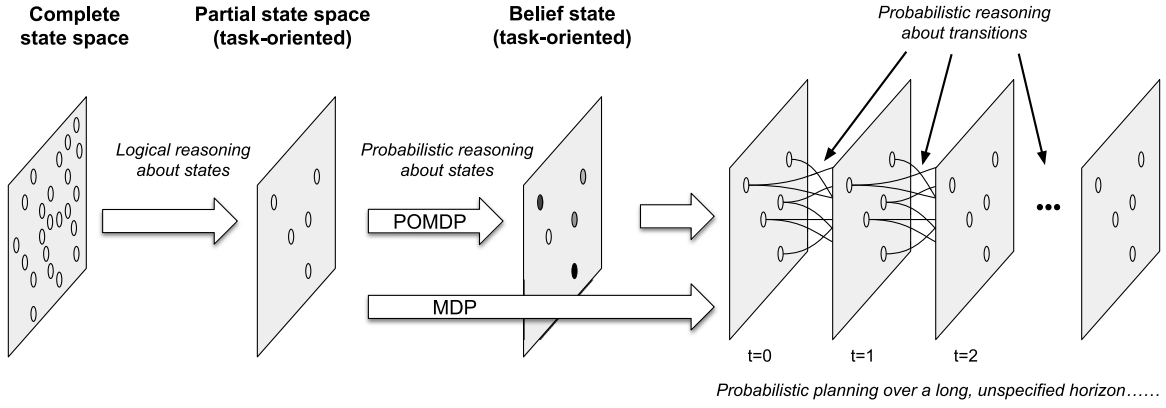 Complete
state space
Partial state space
(task-oriented)
Belief state
(task-oriented)
Probabilistic reasoning
about transitions
Logical reasoning
about states
Probabilistic reasoning
about states
POMDP
MDP
t=0
t=1
t=2
Probabilistic planning over a long, unspecified horizon……